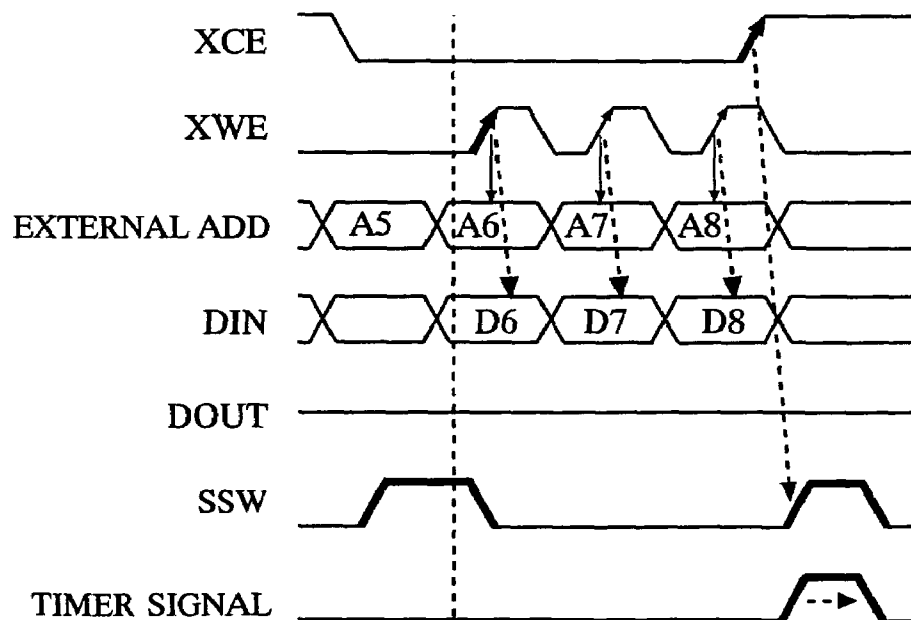 XCE
XWE
EXTERNAL ADD A5 A6 A7 A8
DIN D6 D7 D8
DOUT
SSW
TIMER SIGNAL